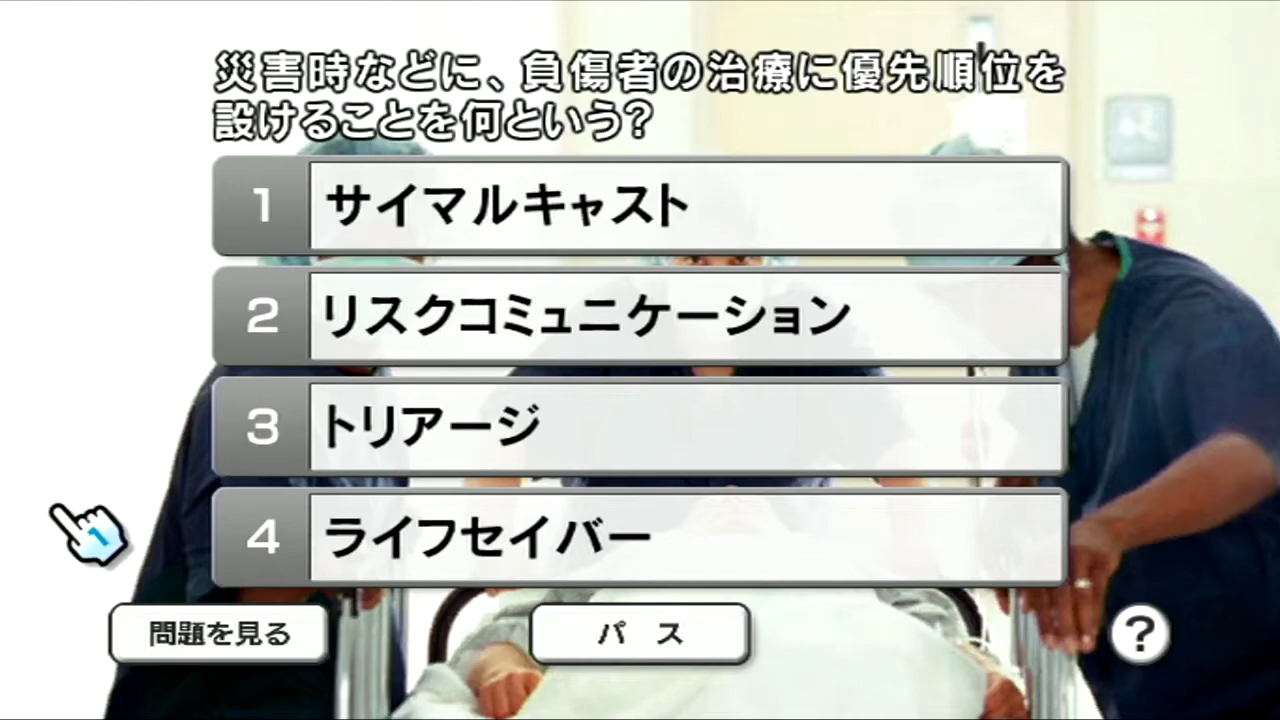 災害時などに、負傷者の治療に優先順位を
設けることを何という?
1 サイマルキャスト
2 リスクコミュニケーション
3 トリアージ
4 ライフセイバー
1
問題を見る
パス
?